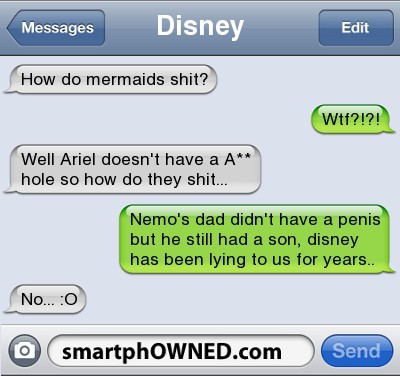 Messages
Disney
Edit
How do mermaids shit?
Wtf?!?!
Well Ariel doesn't have a A**
hole so how do they shit...
Nemo's dad didn't have a penis
but he still had a son, disney
has been lying to us for years..
No... :O
smartphOWNED.com
Send